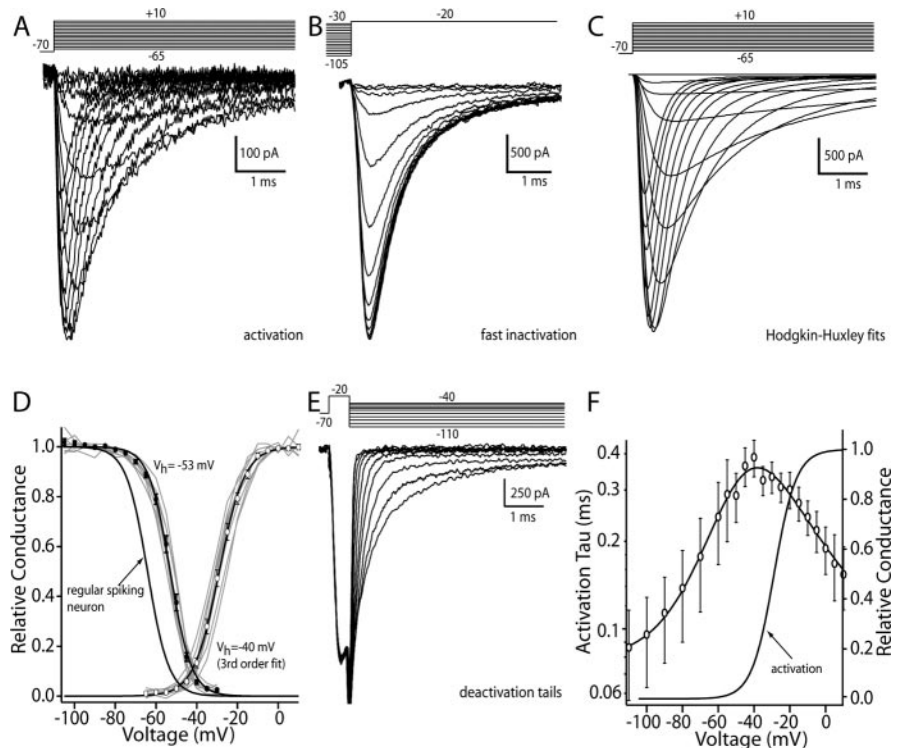 A
+10
-70
-65
100 pA
1 ms
activation
B
-30
-20
-105
500 pA
1 ms
fast inactivation
C
+10
-70
-65
500 pA
1 ms
Hodgkin-Huxley fits
D
Relative Conductance
1.0
0.8
0.6
0.4
0.2
0.0
Vh= -53 mV
regular spiking
neuron
Vh=-40 mV
(3rd order fit)
-100 -80 -60 -40 -20 0
Voltage (mV)
E
-20
-40
-70
-110
250 pA
1 ms
deactivation tails
F
Activation Tau (ms)
0.4
0.3
0.2
0.1
0.06
activation
1.0
0.8
0.6
0.4
0.2
0.0
Relative Conductance
-100 -80 -60 -40 -20 0
Voltage (mV)